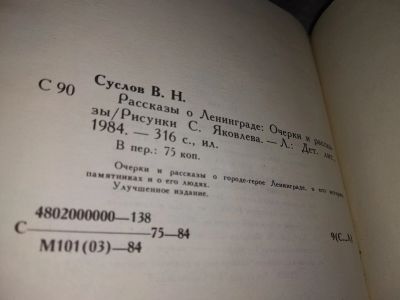 Суслов В. Н.
С 90
Рассказы о Ленинграде: Очерки и расска-
зы/Рисунки С. Яковлева. — Л.: Дет. лит.
1984. — 316 с., ил.
В пер.: 75 коп.
Очерки и рассказы о городе-герое Ленинграде, о его истории
памятниках и о его людях.
Улучшенное издание.
4802000000—138
С 75—84
М101(03)—84